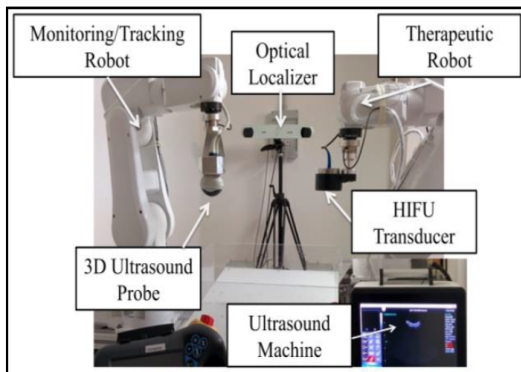 Monitoring/Tracking
Robot
Optical
Localizer
Therapeutic
Robot
3D Ultrasound
Probe
HIFU
Transducer
Ultrasound
Machine